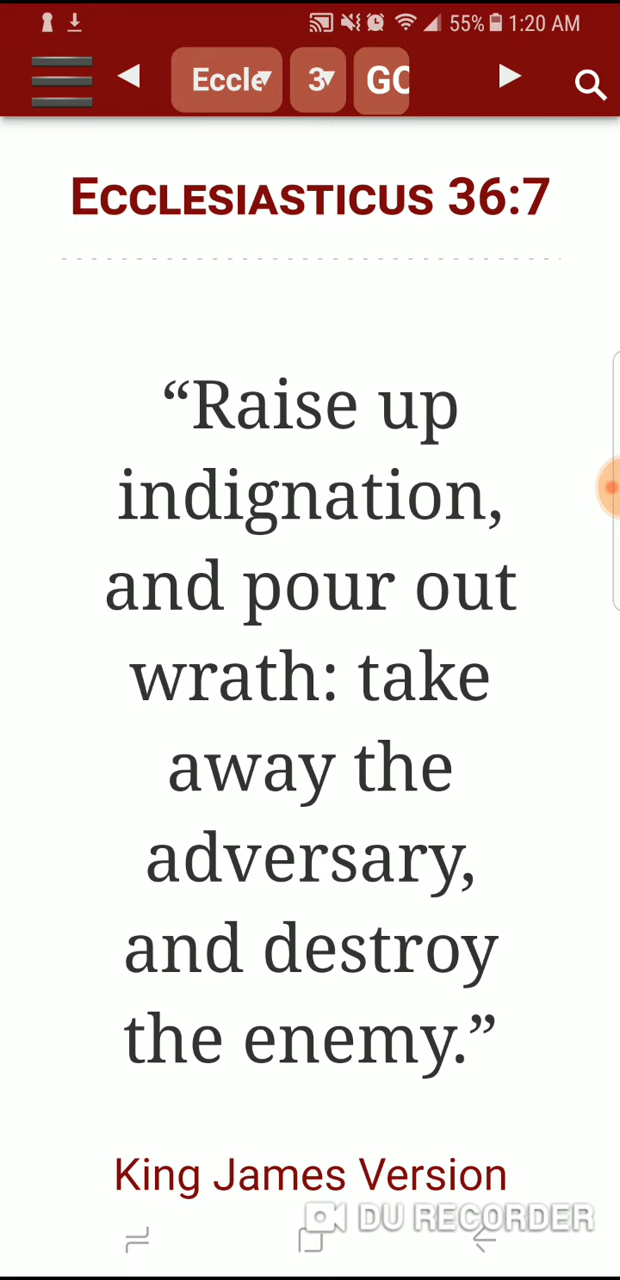 55% 1:20 AM
Eccle 3 GO
Ecclesiasticus 36:7
“Raise up
indignation,
and pour out
wrath: take
away the
adversary,
and destroy
the enemy.”
King James Version
DU RECORDER